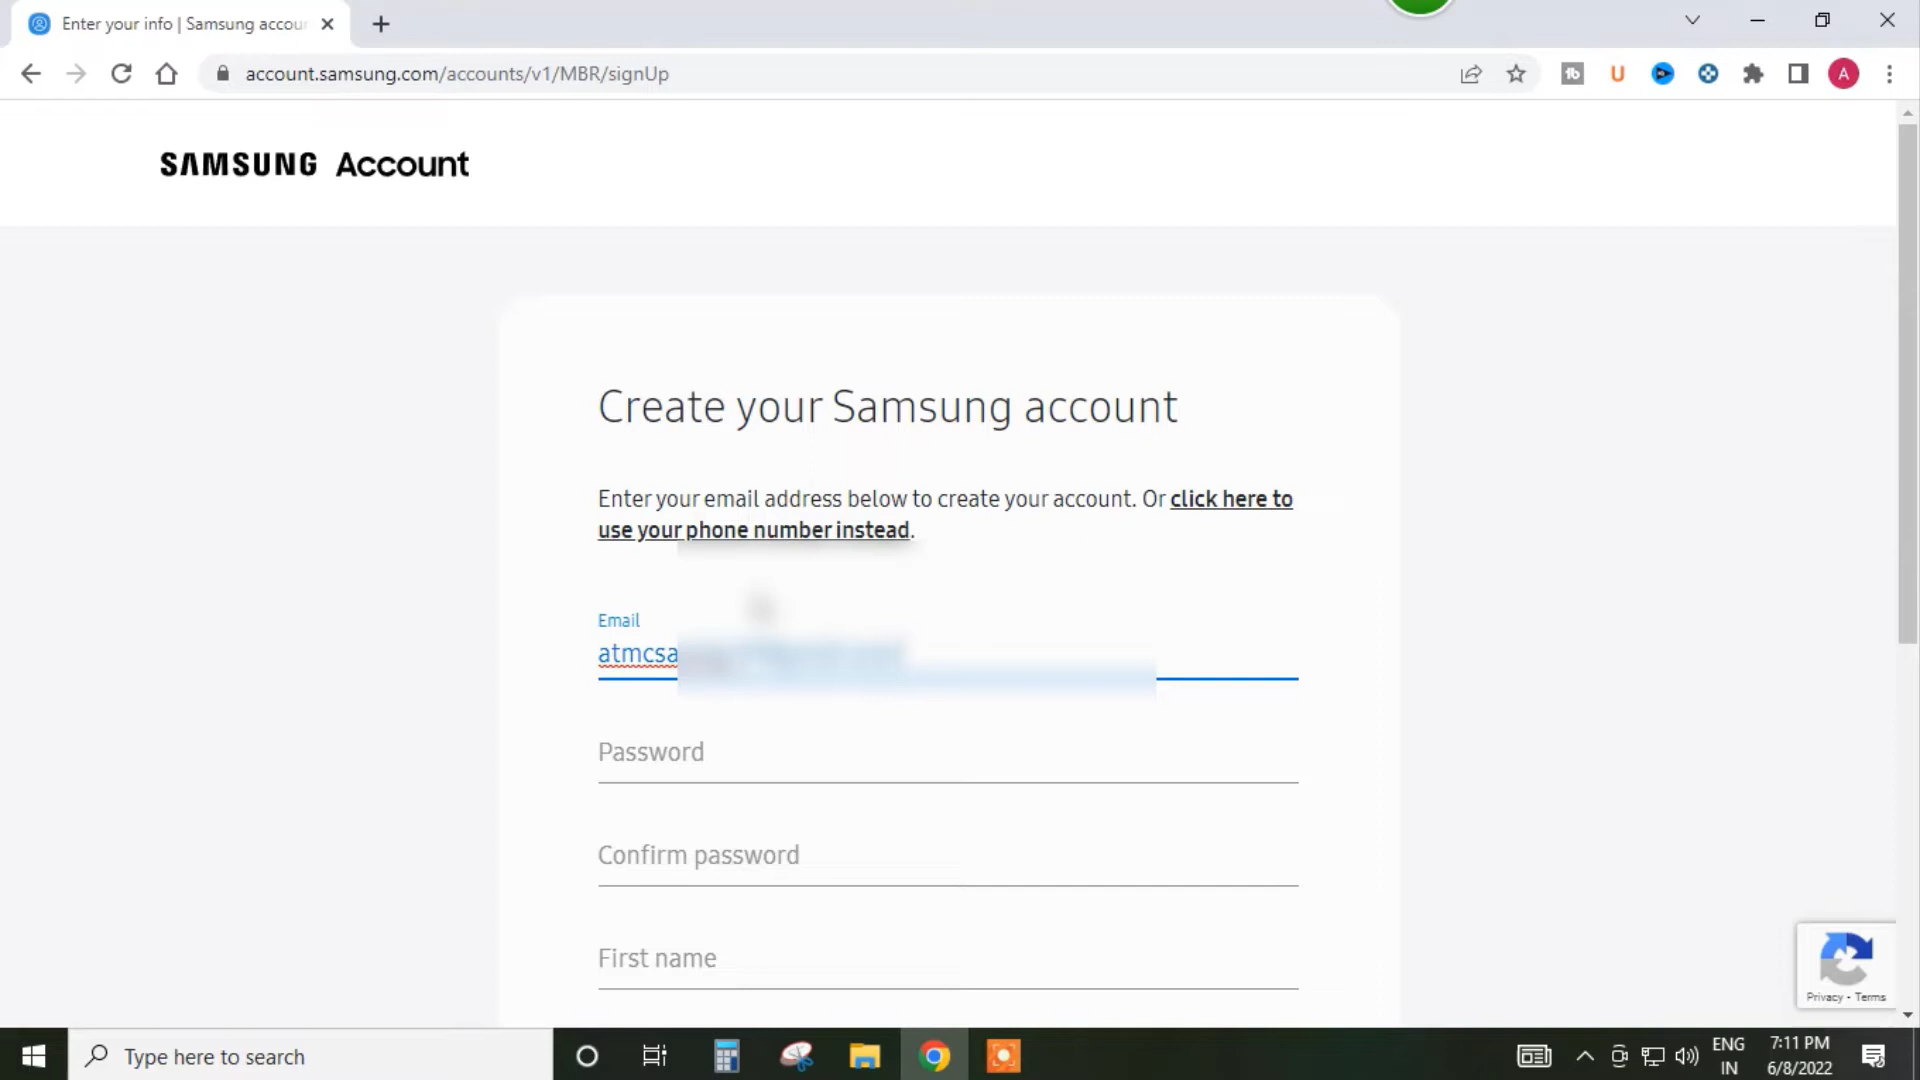 Enter your info | Samsung accou
account.samsung.com/accounts/v1/MBR/signUp
A
SAMSUNG Account
Create your Samsung account
Enter your email address below to create your account. Or click here to
use your phone number instead.
Email
atmcsa
Password
Confirm password
First name
Privacy - Terms
Type here to search
ENG
IN
7:11 PM
6/8/2022